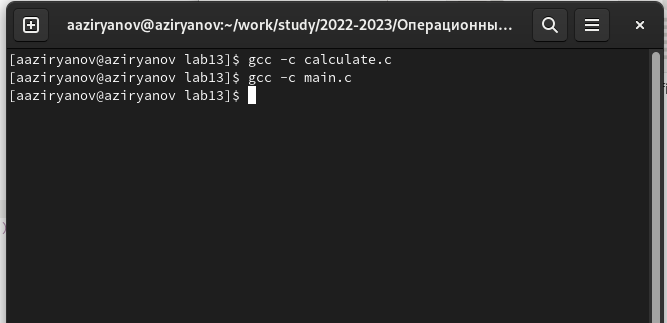 aaziryanov@aziryanov:~/work/study/2022-2023/Операционны...
[aaziryanov@aziryanov lab13]$ gcc -c calculate.c
[aaziryanov@aziryanov lab13]$ gcc -c main.c
[aaziryanov@aziryanov lab13]$